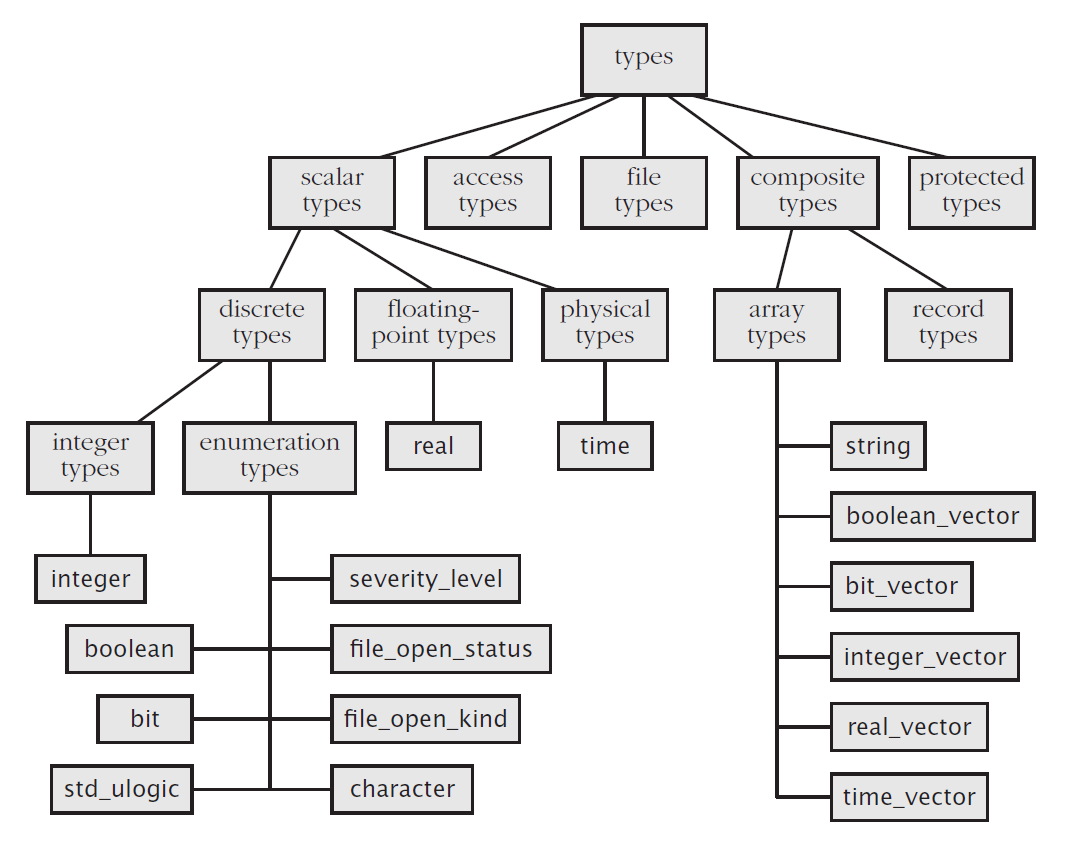 types
scalar
types
access
types
file
types
composite
types
protected
types
discrete
types
floating-
point types
physical
types
array
types
record
types
integer
types
enumeration
types
real
time
string
boolean_vector
integer
severity_level
bit_vector
boolean
file_open_status
integer_vector
bit
file_open_kind
real_vector
std_ulogic
character
time_vector